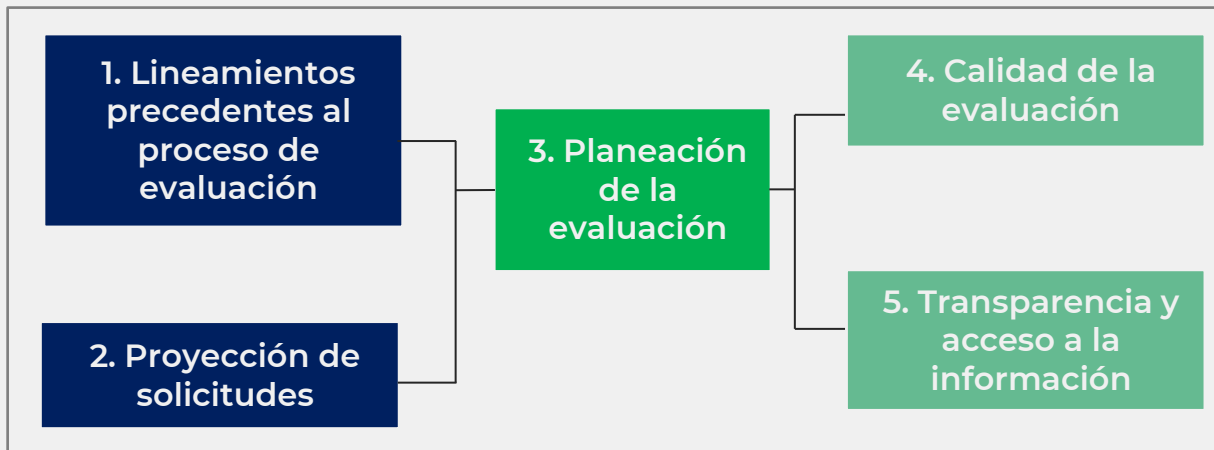 1. Lineamientos
precedentes al
proceso de
evaluación
2. Proyección de
solicitudes
3. Planeación
de la
evaluación
4. Calidad de la
evaluación
5. Transparencia y
acceso a la
información